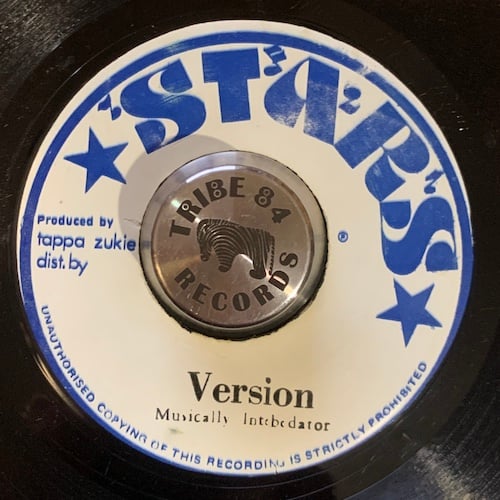 STARS
Produced by
tappa zukie
dist. by
TRIBE 84
RECORDS
®
Version
Musically Intebedator
UNAUTHORISED COPYING OF THIS RECORDING IS STRICTLY PROHIBITED